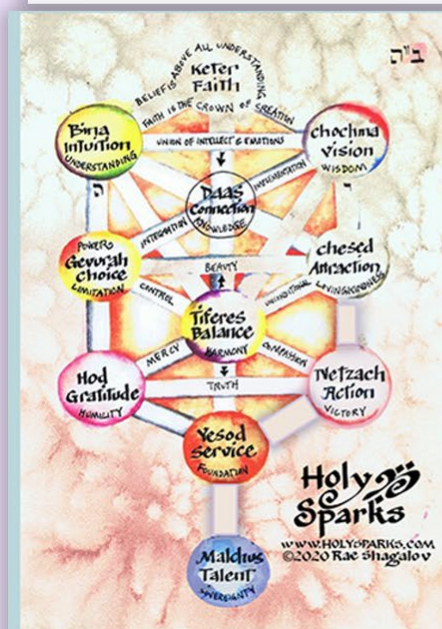 ב"ה
BELIEF IS ABOVE ALL UNDERSTANDING
Keter
Faith
FAITH IS THE CROWN OF CREATION
Bina
Intuition
UNDERSTANDING
UNION OF INTELLECT & EMOTIONS
Chochma
Vision
WISDOM
ה
י
DAAS
Connection
KNOWLEDGE
INTEGRATION
IMPLEMENTATION
POWERS
Gevurah
Choice
LIMITATION
BEAUTY
Chesed
Attraction
LOVINGKINDNESS
CONTROL
UNCONDITIONAL
Tiferes
Balance
HARMONY
MERCY
COMPASSION
Hod
Gratitude
HUMILITY
TRUTH
Netzach
Action
VICTORY
Yesod
Service
FOUNDATION
Holy
Sparks
WWW.HOLYSPARKS.COM
©2020 Rae Shagalov
Malchus
Talent
SOVEREIGNTY